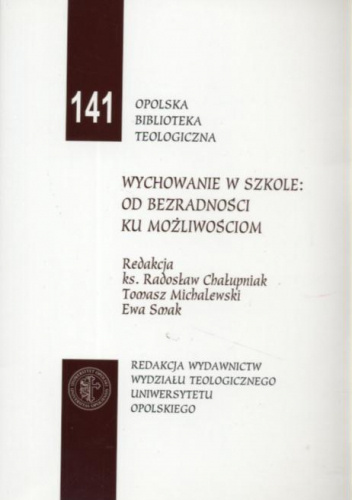 141
OPOLSKA
BIBLIOTEKA
TEOLOGICZNA
WYCHOWANIE W SZKOLE:
OD BEZRADNOŚCI
KU MOŻLIWOŚCIOM
Redakcja
ks. Radosław Chałupniak
Tomasz Michalewski
Ewa Smak
REDAKCJA WYDAWNICTW
WYDZIAŁU TEOLOGICZNEGO
UNIWERSYTETU
OPOLSKIEGO